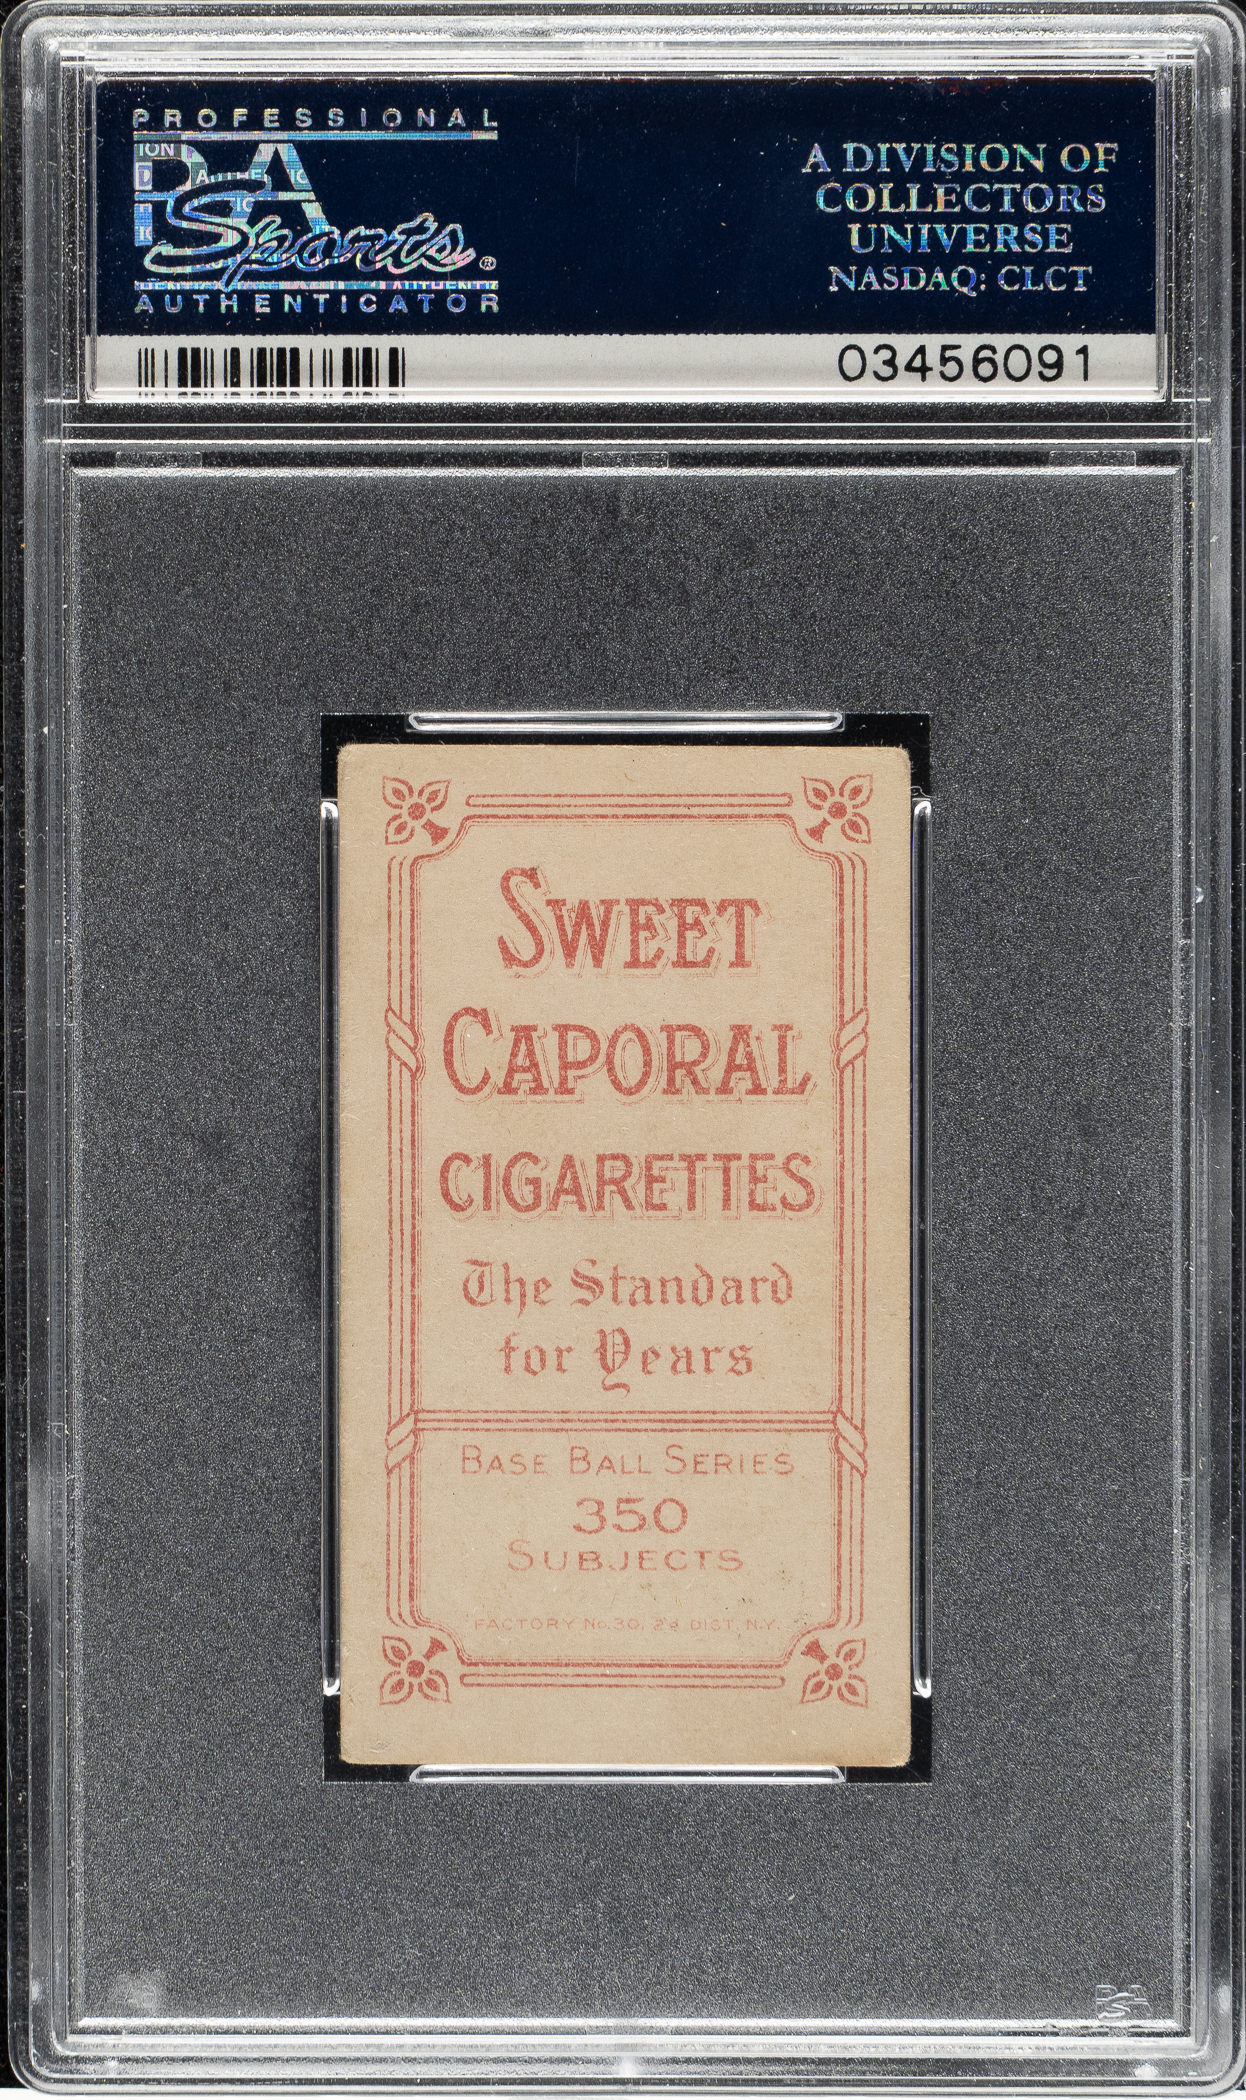 PROFESSIONAL
PSA
Sports®
AUTHENTICATOR
A DIVISION OF
COLLECTORS
UNIVERSE
NASDAQ: CLCT
03456091
SWEET
CAPORAL
CIGARETTES
The Standard
for Years
BASE BALL SERIES
350
SUBJECTS
FACTORY No. 30, 2d DIST. N.Y.
PSA